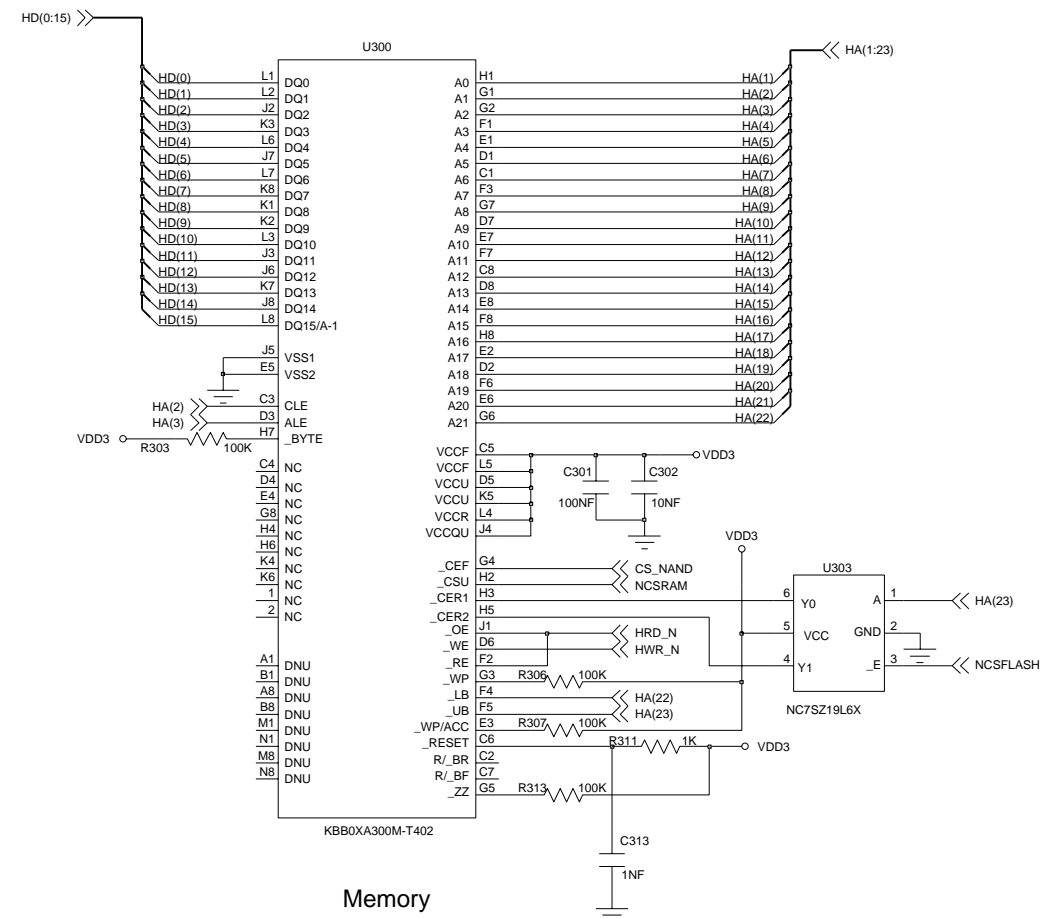 HD(0:15)
U300
HA(1:23)
HD(0) L1 DQ0 A0 H1 HA(1)
HD(1) L2 DQ1 A1 G1 HA(2)
HD(2) J2 DQ2 A2 G2 HA(3)
HD(3) K3 DQ3 A3 F1 HA(4)
HD(4) L6 DQ4 A4 E1 HA(5)
HD(5) J7 DQ5 A5 D1 HA(6)
HD(6) L7 DQ6 A6 C1 HA(7)
HD(7) K8 DQ7 A7 F3 HA(8)
HD(8) K1 DQ8 A8 G7 HA(9)
HD(9) K2 DQ9 A9 D7 HA(10)
HD(10) L3 DQ10 A10 E7 HA(11)
HD(11) J3 DQ11 A11 F7 HA(12)
HD(12) J6 DQ12 A12 C8 HA(13)
HD(13) K7 DQ13 A13 D8 HA(14)
HD(14) J8 DQ14 A14 E8 HA(15)
HD(15) L8 DQ15/A-1 A15 F8 HA(16)
A16 H8 HA(17)
J5 VSS1 A17 E2 HA(18)
E5 VSS2 A18 D2 HA(19)
A19 F6 HA(20)
HA(2) C3 CLE A20 E6 HA(21)
HA(3) D3 ALE A21 G6 HA(22)
VDD3 R303 100K H7 _BYTE
VCCF C5 VDD3
C4 NC VCCF L5 C301 C302
D4 NC VCCU D5
E4 NC VCCU K5 100NF 10NF
G8 NC VCCR L4
H4 NC VCCQU J4
H6 NC VDD3
K4 NC _CEF G4 CS_NAND U303
K6 NC _CSU H2 NCSRAM
1 NC _CER1 H3 6 Y0 A 1 HA(23)
2 NC _CER2 H5
_OE J1 HRD_N 5 VCC GND 2
_WE D6 HWR_N
A1 DNU _RE F2 4 Y1 _E 3 NCSFLASH
B1 DNU _WP G3 R306 100K
A8 DNU _LB F4 HA(22)
B8 DNU _UB F5 HA(23) NC7SZ19L6X
M1 DNU _WP/ACC E3 R307 100K
N1 DNU _RESET C6 R311 1K VDD3
M8 DNU R/_BR C2
N8 DNU R/_BF C7
_ZZ G5 R313 100K
KBB0XA300M-T402
C313
1NF
Memory